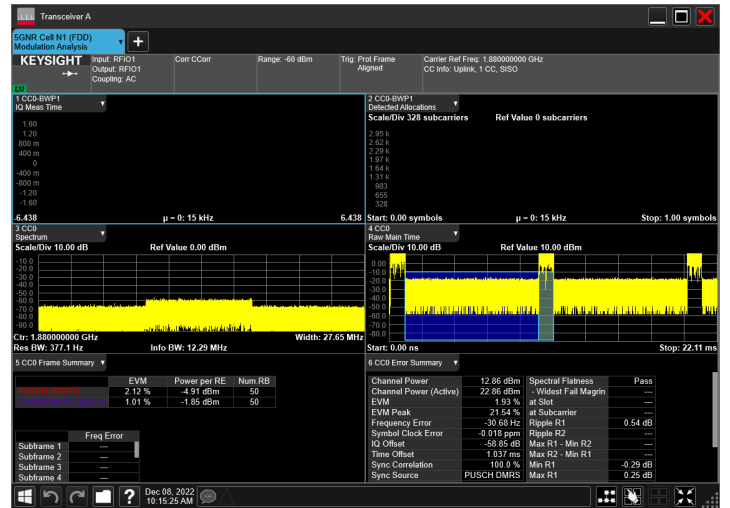 Transceiver A
5GNR Cell N1 (FDD)
Modulation Analysis
KEYSIGHT
Input: RFIO1
Output: RFIO1
Coupling: AC
Corr CCorr
Range: -60 dBm
Trig: Prot Frame
Aligned
Carrier Ref Freq: 1.880000000 GHz
CC Info: Uplink, 1 CC, SISO
LXI
1 CC0-BWP1
IQ Meas Time
1.60
1.20
800 m
400 m
0
-400 m
-800 m
-1.20
-1.60
-6.438
μ = 0: 15 kHz
6.438
2 CC0-BWP1
Detected Allocations
Scale/Div 328 subcarriers
Ref Value 0 subcarriers
2.95 k
2.62 k
2.29 k
1.97 k
1.64 k
1.31 k
983
655
328
Start: 0.00 symbols
μ = 0: 15 kHz
Stop: 1.00 symbols
3 CC0
Spectrum
Scale/Div 10.00 dB
Ref Value 0.00 dBm
-10.0
-20.0
-30.0
-40.0
-50.0
-60.0
-70.0
-80.0
-90.0
Ctr: 1.880000000 GHz
Width: 27.65 MHz
Res BW: 377.1 Hz
Info BW: 12.29 MHz
4 CC0
Raw Main Time
Scale/Div 10.00 dB
Ref Value 10.00 dBm
0.00
-10.0
-20.0
-30.0
-40.0
-50.0
-60.0
-70.0
-80.0
Start: 0.00 ns
Stop: 22.11 ms
5 CC0 Frame Summary
EVM Power per RE Num.RB
2.12 % -4.91 dBm 50
1.01 % -1.85 dBm 50
Freq Error
Subframe 1 ---
Subframe 2 ---
Subframe 3 ---
Subframe 4 ---
6 CC0 Error Summary
Channel Power 12.86 dBm Spectral Flatness Pass
Channel Power (Active) 22.86 dBm - Widest Fail Magrin ---
EVM 1.93 % at Slot ---
EVM Peak 21.54 % at Subcarrier ---
Frequency Error -30.68 Hz Ripple R1 0.54 dB
Symbol Clock Error -0.018 ppm Ripple R2 ---
IQ Offset -58.85 dB Max R1 - Min R2 ---
Time Offset 1.037 ms Max R2 - Min R1 ---
Sync Correlation 100.0 % Min R1 -0.29 dB
Sync Source PUSCH DMRS Max R1 0.25 dB
Dec 08, 2022
10:15:25 AM